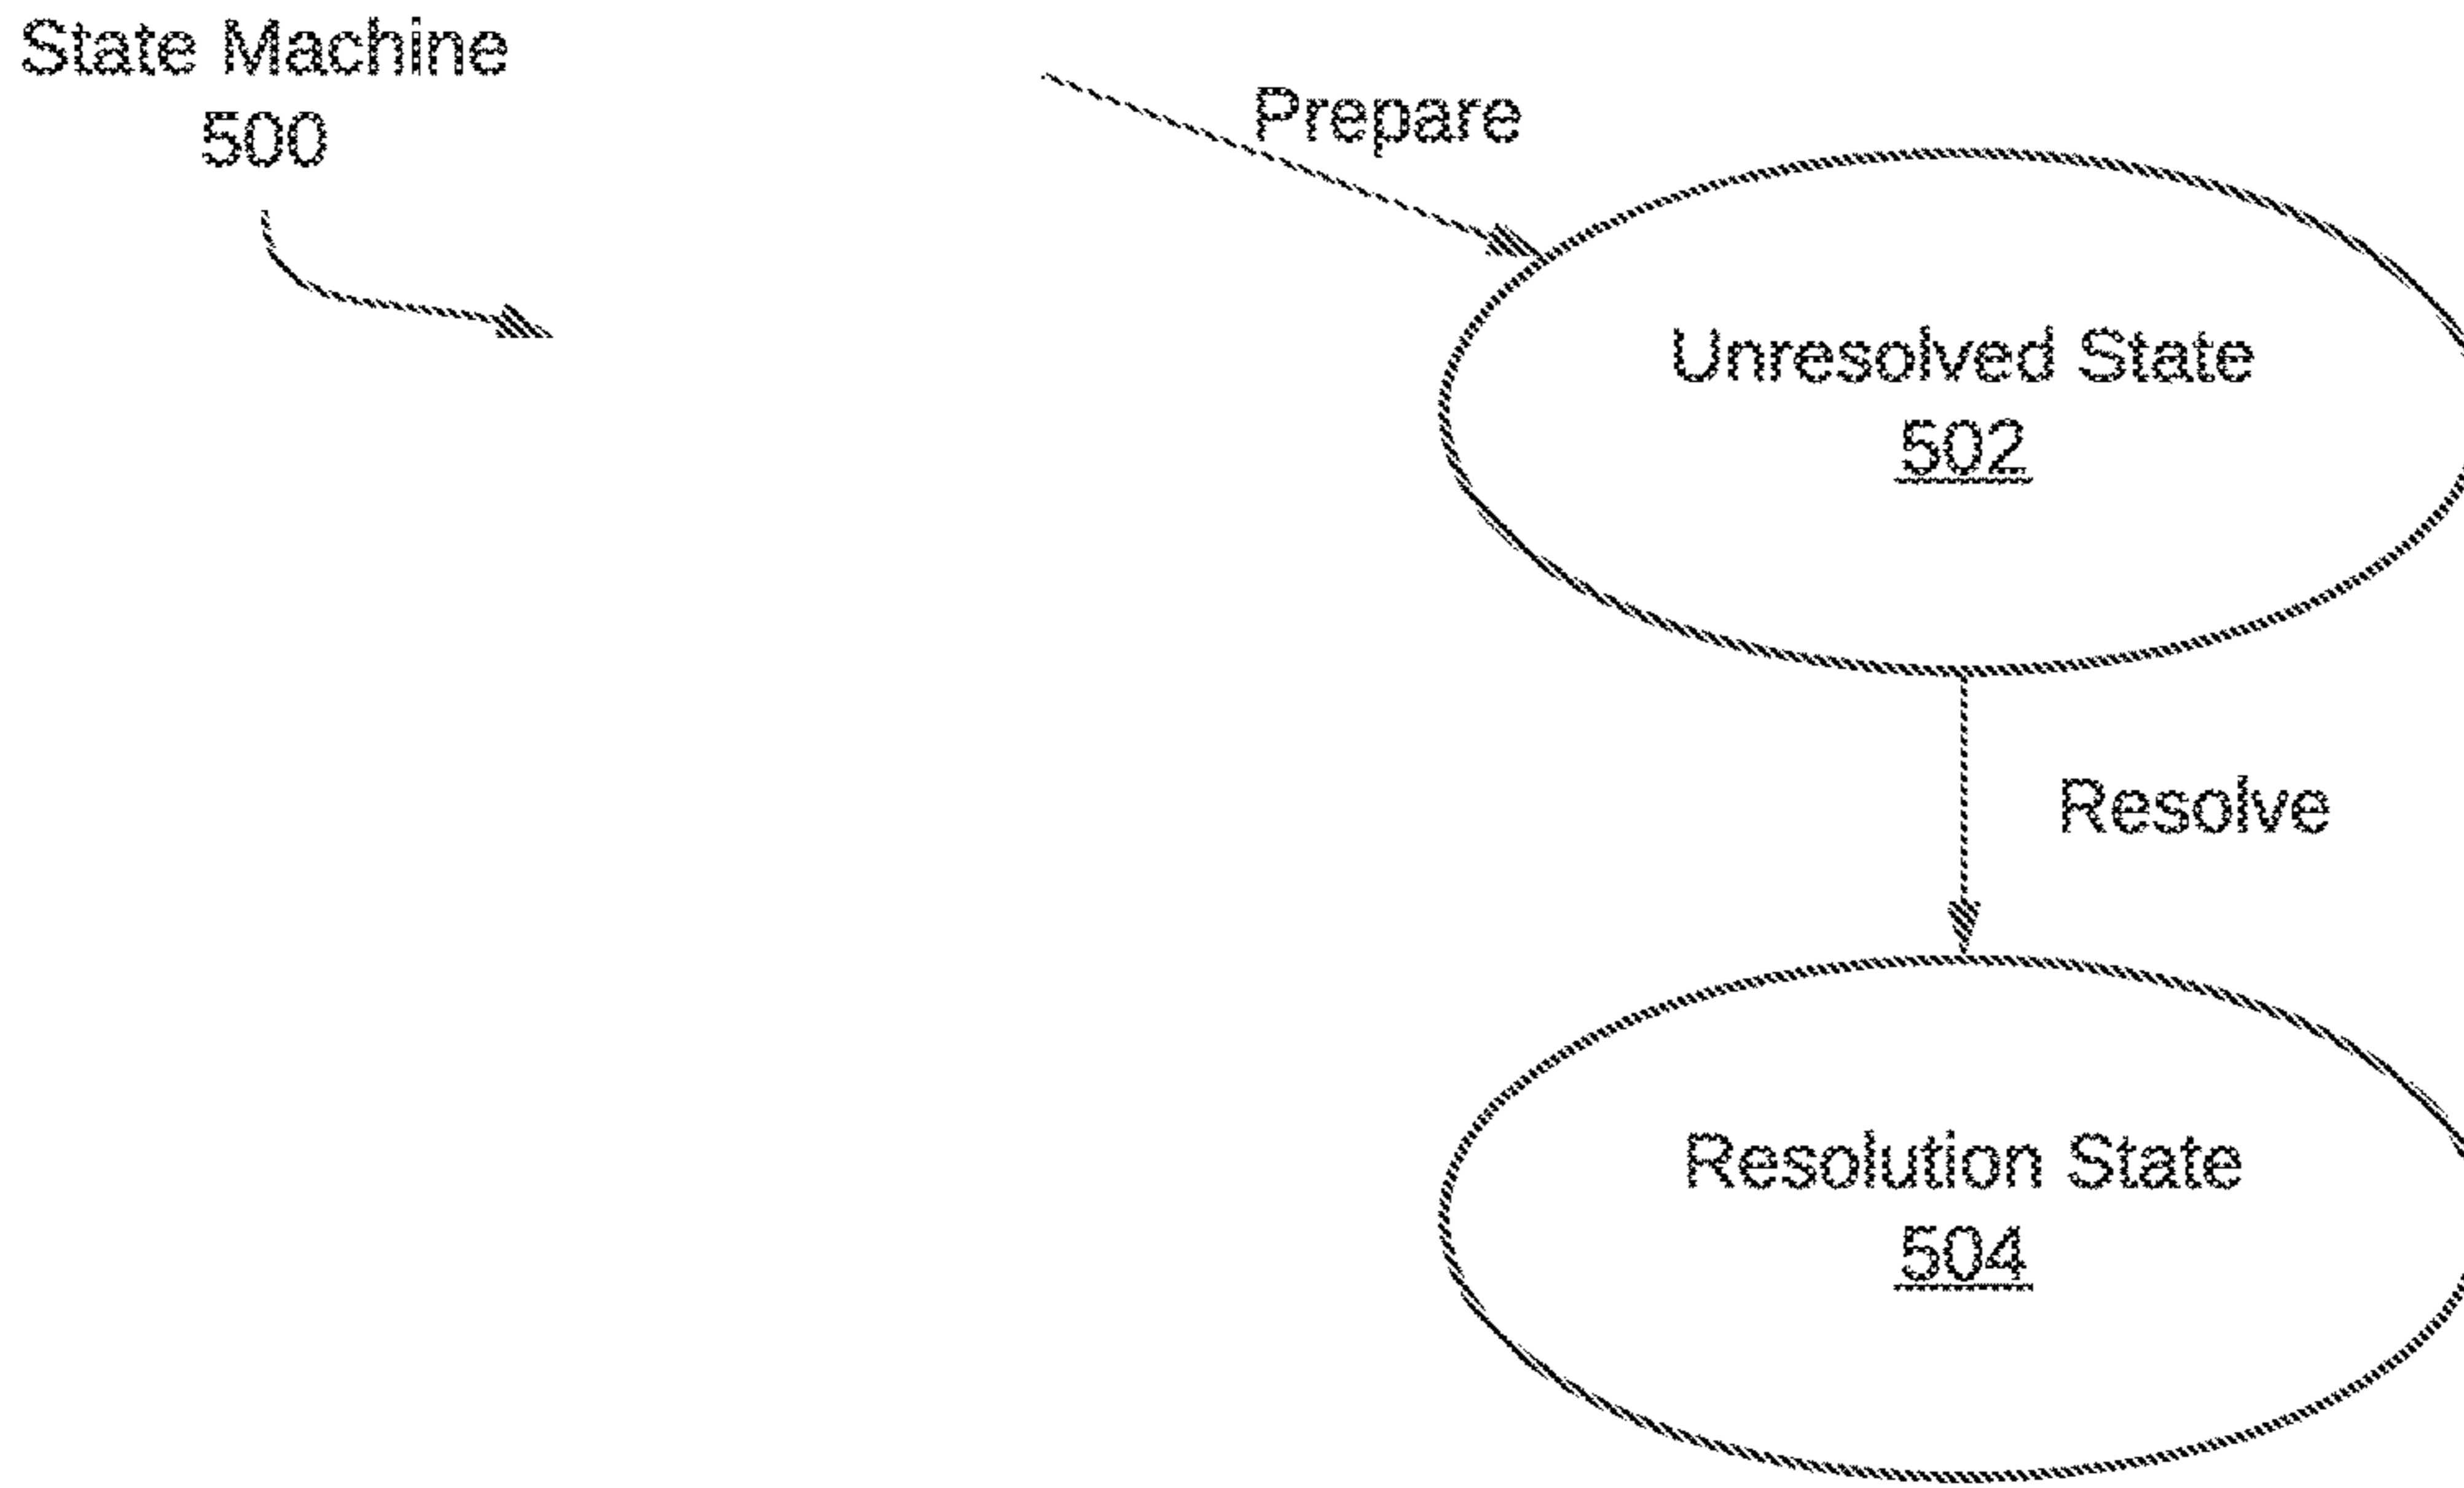 State Machine
500
Prepare
Unresolved State
502
Resolve
Resolution State
504